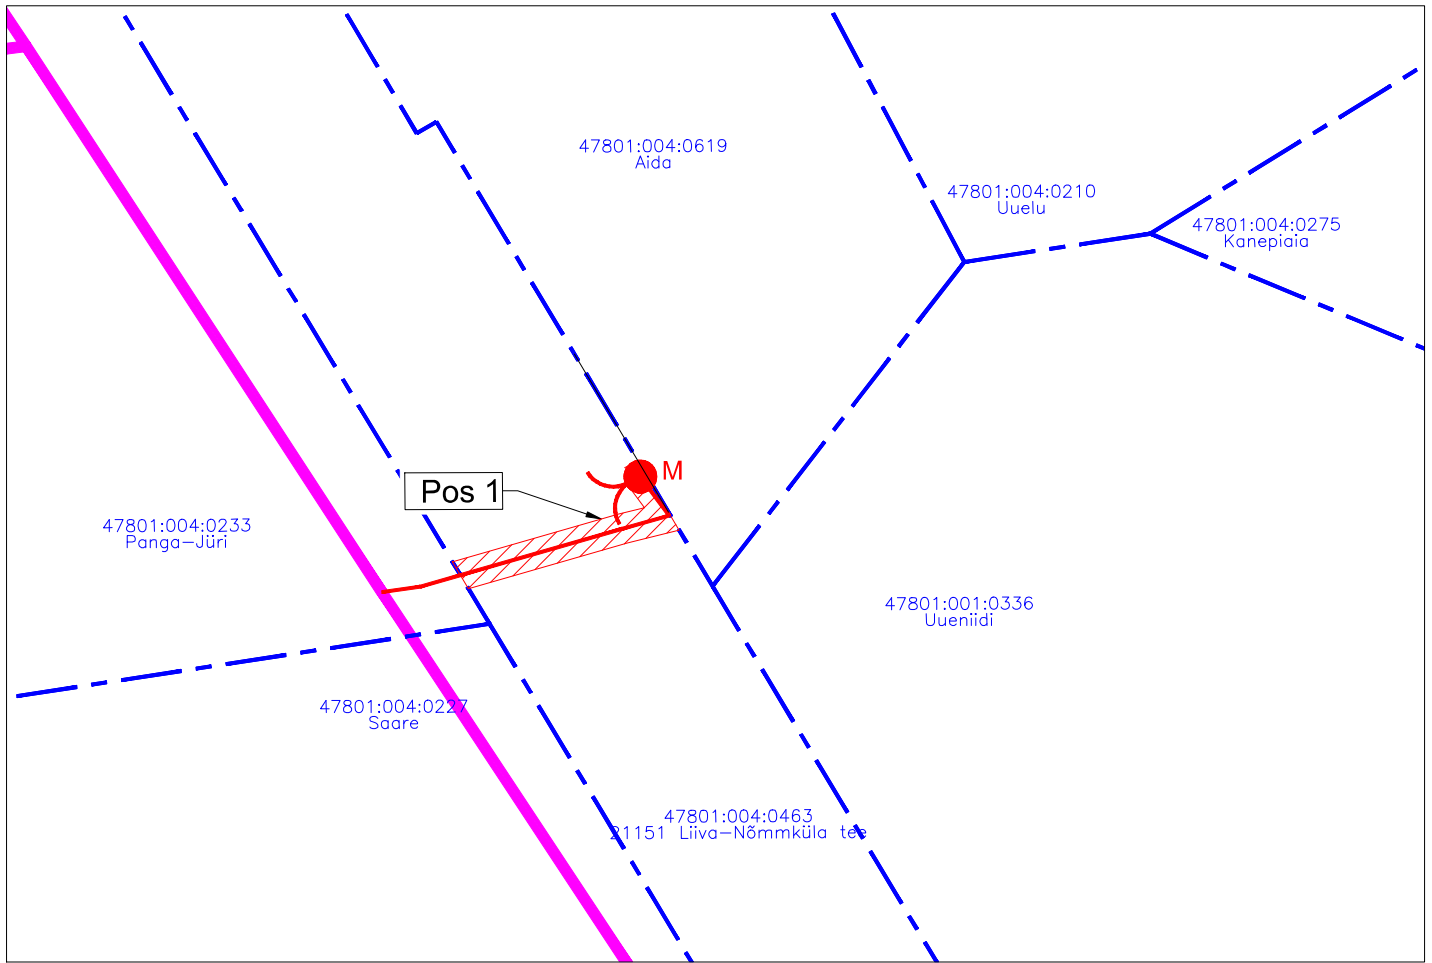 47801:004:0619
Aida
47801:004:0210
Uuelu
47801:004:0275
Kanepiaia
M
Pos 1
47801:004:0233
Panga-Jüri
47801:001:0336
Uueniidi
47801:004:0227
Saare
47801:004:0463
21151 Liiva-Nõmmküla tee